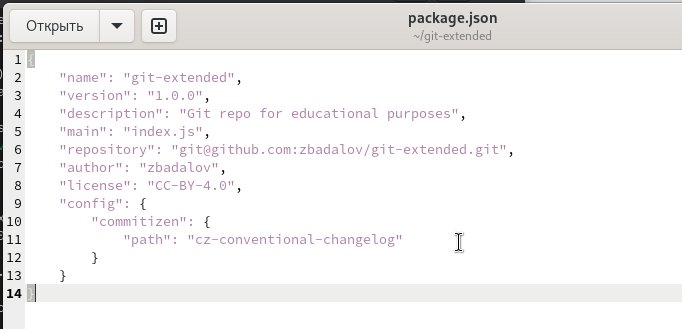 Открыть
package.json
~/git-extended
1 {
2     "name": "git-extended",
3     "version": "1.0.0",
4     "description": "Git repo for educational purposes",
5     "main": "index.js",
6     "repository": "git@github.com:zbadalov/git-extended.git",
7     "author": "zbadalov",
8     "license": "CC-BY-4.0",
9     "config": {
10         "commitizen": {
11             "path": "cz-conventional-changelog"
12         }
13     }
14 }